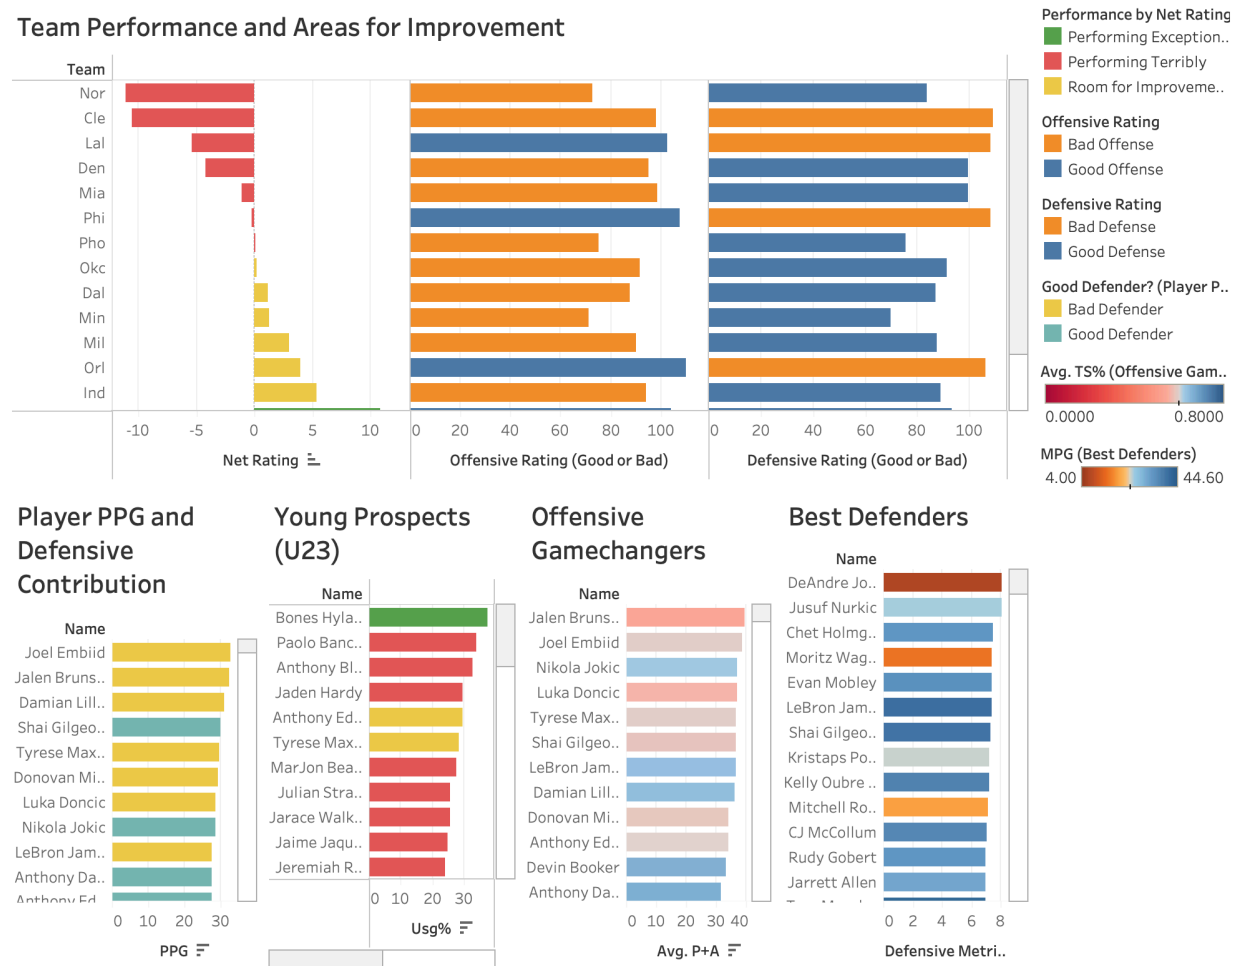 Team Performance and Areas for Improvement
Team
Nor
Cle
Lal
Den
Mia
Phi
Pho
Okc
Dal
Min
Mil
Orl
Ind
-10 -5 0 5 10
0 20 40 60 80 100
0 20 40 60 80 100
Net Rating
Offensive Rating (Good or Bad)
Defensive Rating (Good or Bad)
Performance by Net Rating
Performing Exception..
Performing Terribly
Room for Improveme..
Offensive Rating
Bad Offense
Good Offense
Defensive Rating
Bad Defense
Good Defense
Good Defender? (Player P..
Bad Defender
Good Defender
Avg. TS% (Offensive Gam..
0.0000 0.8000
MPG (Best Defenders)
4.00 44.60
Player PPG and
Defensive
Contribution
Name
Joel Embiid
Jalen Bruns..
Damian Lill..
Shai Gilgeo..
Tyrese Max..
Donovan Mi..
Luka Doncic
Nikola Jokic
LeBron Jam..
Anthony Da..
Anthony Ed..
0 10 20 30
PPG
Young Prospects
(U23)
Name
Bones Hyla..
Paolo Banc..
Anthony Bl..
Jaden Hardy
Anthony Ed..
Tyrese Max..
MarJon Bea..
Julian Stra..
Jarace Walk..
Jaime Jaqu..
Jeremiah R..
0 10 20 30
Usg%
Offensive
Gamechangers
Name
Jalen Bruns..
Joel Embiid
Nikola Jokic
Luka Doncic
Tyrese Max..
Shai Gilgeo..
LeBron Jam..
Damian Lill..
Donovan Mi..
Anthony Ed..
Devin Booker
Anthony Da..
0 10 20 30 40
Avg. P+A
Best Defenders
Name
DeAndre Jo..
Jusuf Nurkic
Chet Holmg..
Moritz Wag..
Evan Mobley
LeBron Jam..
Shai Gilgeo..
Kristaps Po..
Kelly Oubre ..
Mitchell Ro..
CJ McCollum
Rudy Gobert
Jarrett Allen
0 2 4 6 8
Defensive Metri..